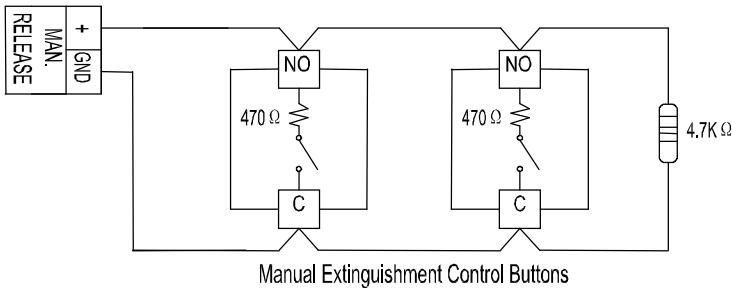 +
GND
MAN.
RELEASE
NO
NO
470 Ω
470 Ω
4.7K Ω
C
C
Manual Extinguishment Control Buttons